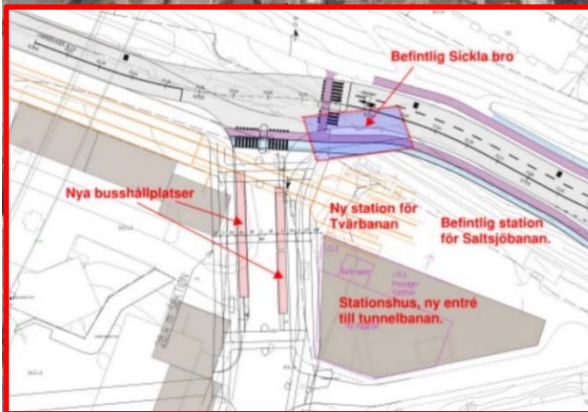 Befintlig Sickla bro
Nya busshållplatser
Ny station för
Tvärbanan
Befintlig station
för Saltsjöbanan.
Stationshus, ny entré
till tunnelbanan.